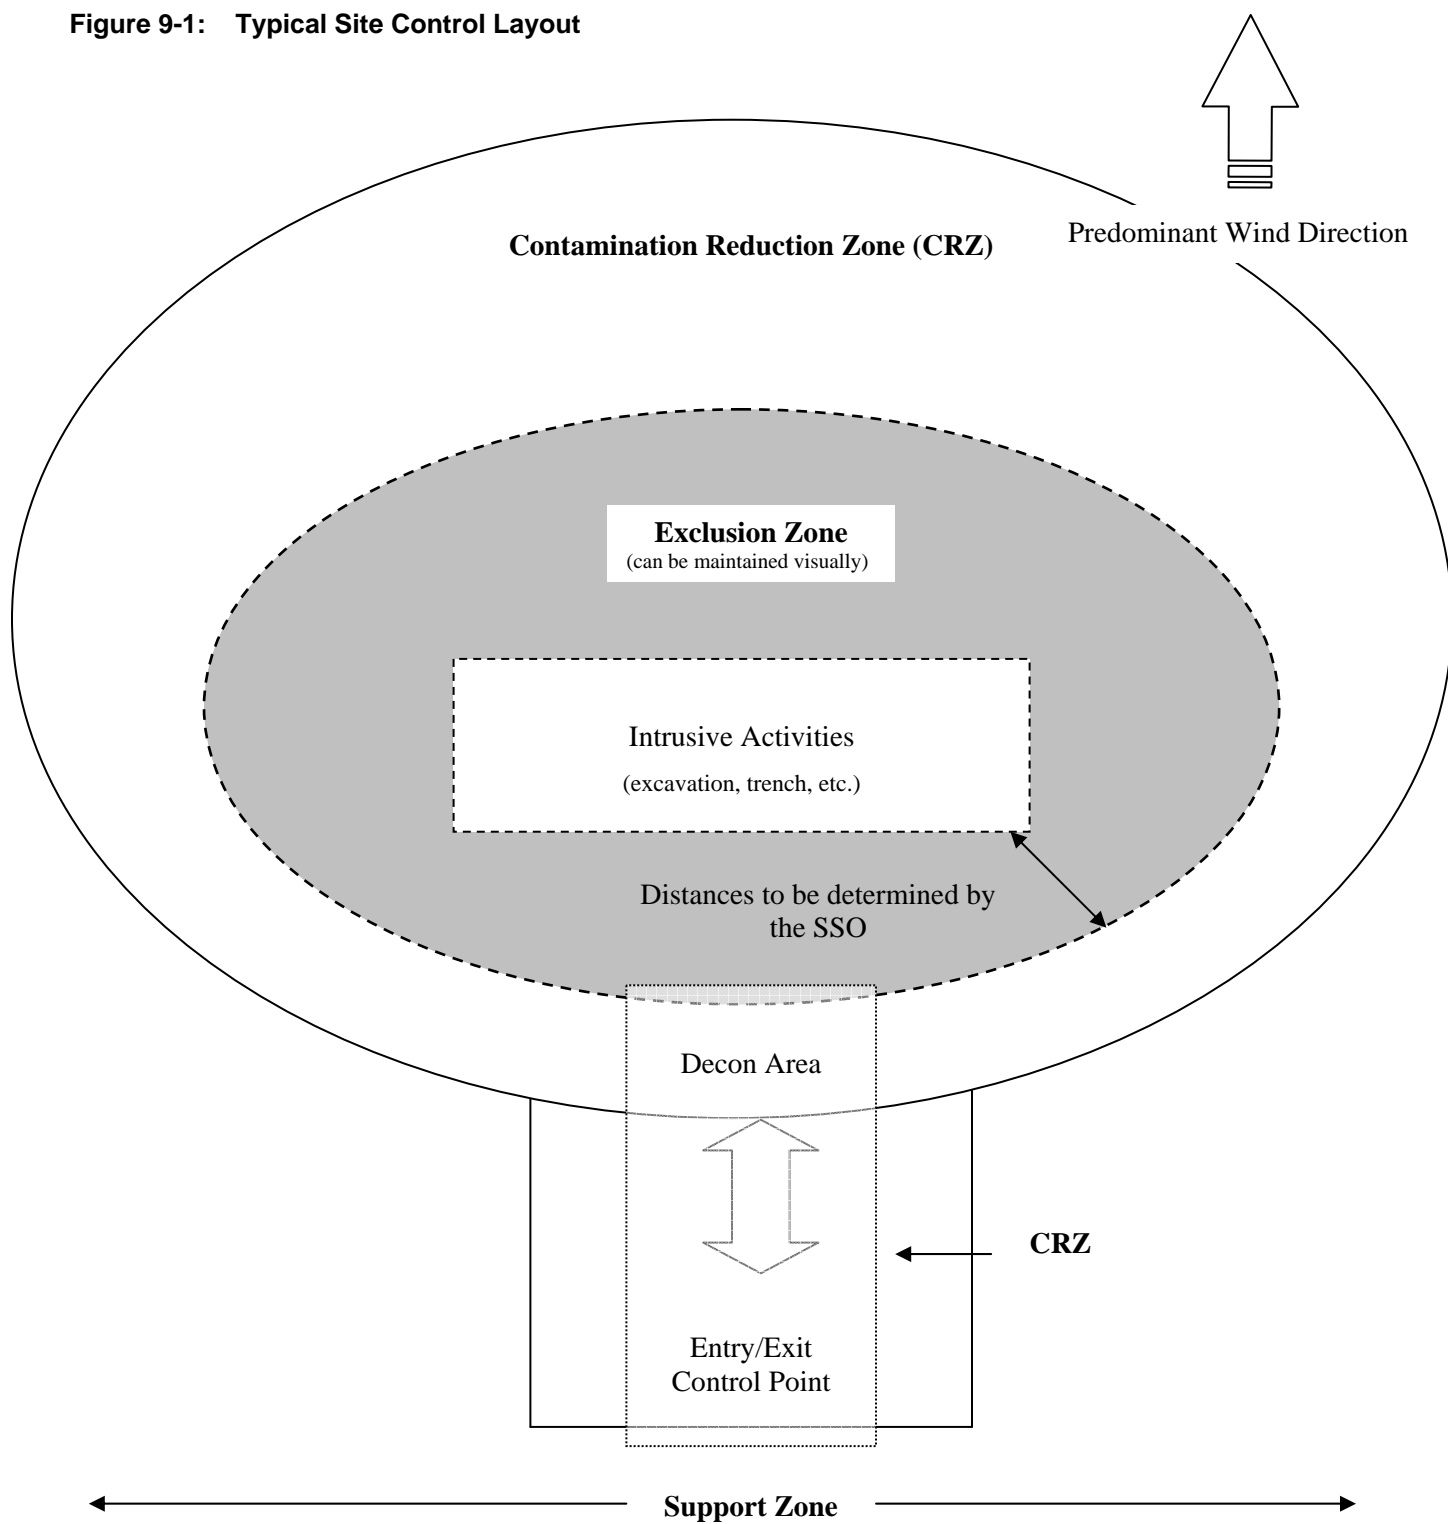 Figure 9-1: Typical Site Control Layout
Predominant Wind Direction
Contamination Reduction Zone (CRZ)
Exclusion Zone
(can be maintained visually)
Intrusive Activities
(excavation, trench, etc.)
Distances to be determined by
the SSO
Decon Area
CRZ
Entry/Exit
Control Point
Support Zone